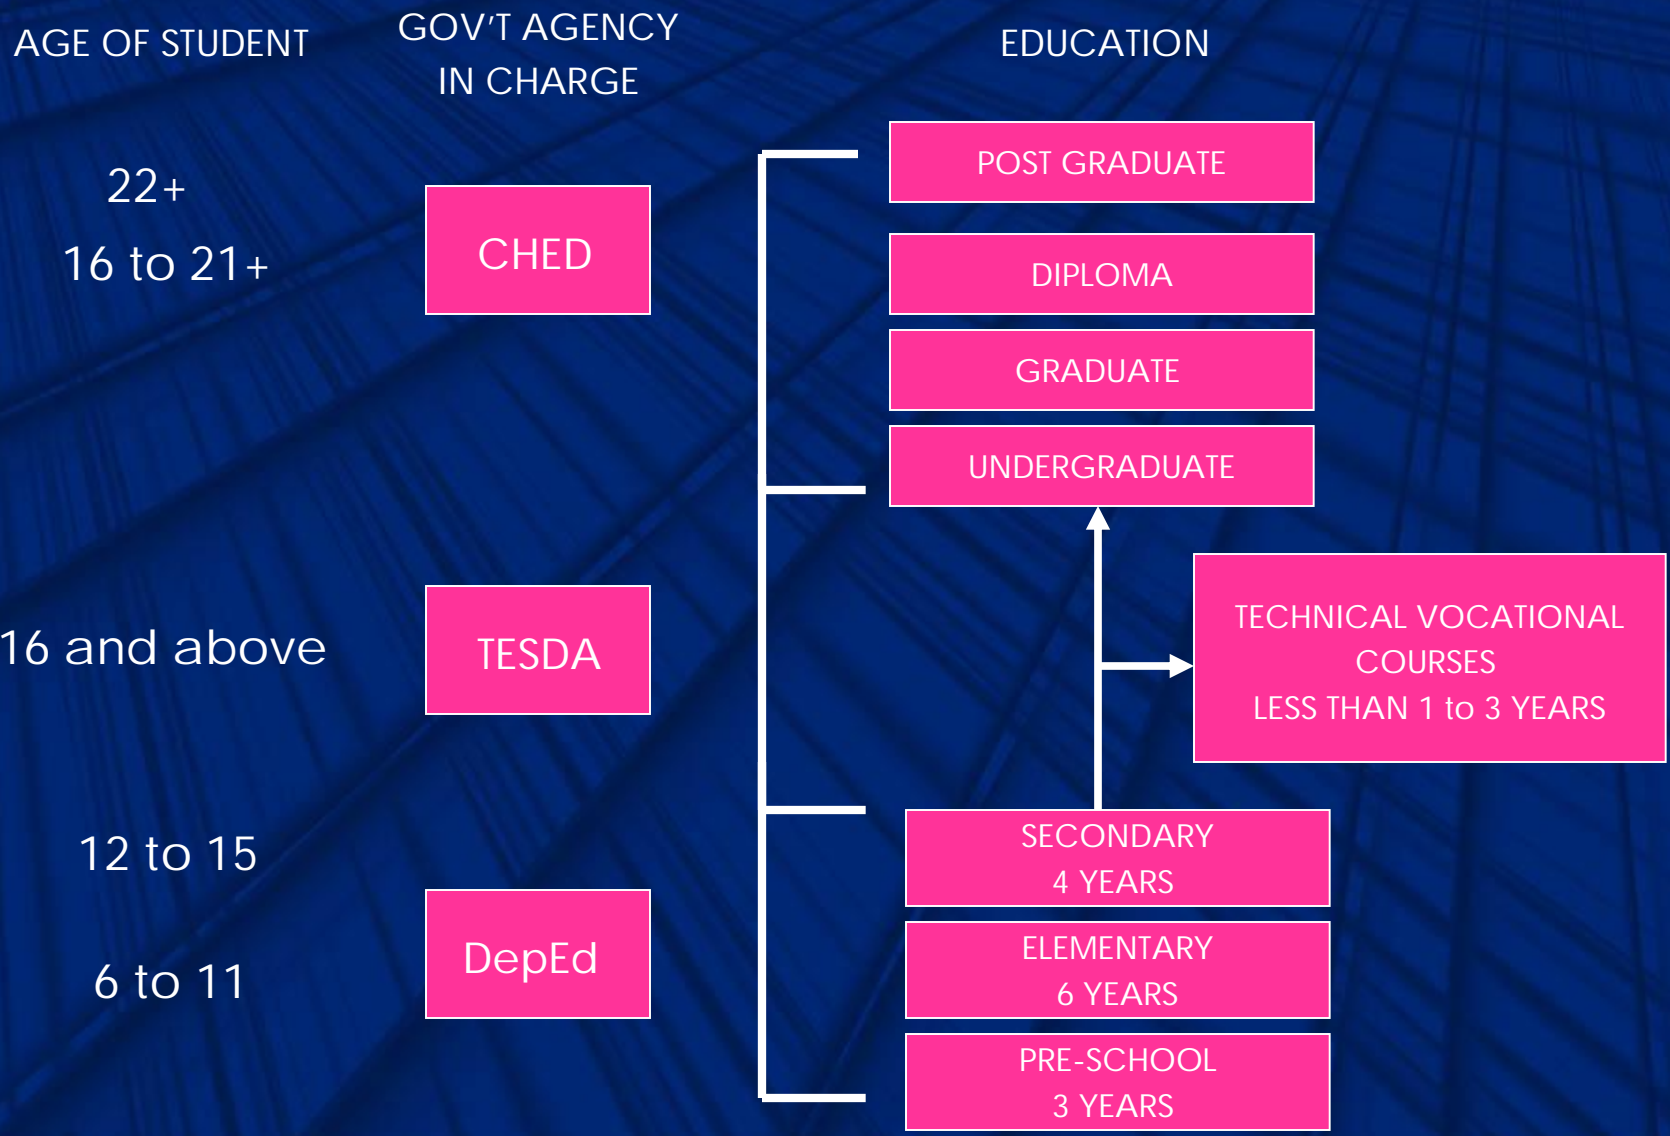 AGE OF STUDENT
GOV'T AGENCY
IN CHARGE
EDUCATION
22+
16 to 21+
CHED
POST GRADUATE
DIPLOMA
GRADUATE
UNDERGRADUATE
16 and above
TESDA
TECHNICAL VOCATIONAL
COURSES
LESS THAN 1 to 3 YEARS
12 to 15
6 to 11
DepEd
SECONDARY
4 YEARS
ELEMENTARY
6 YEARS
PRE-SCHOOL
3 YEARS